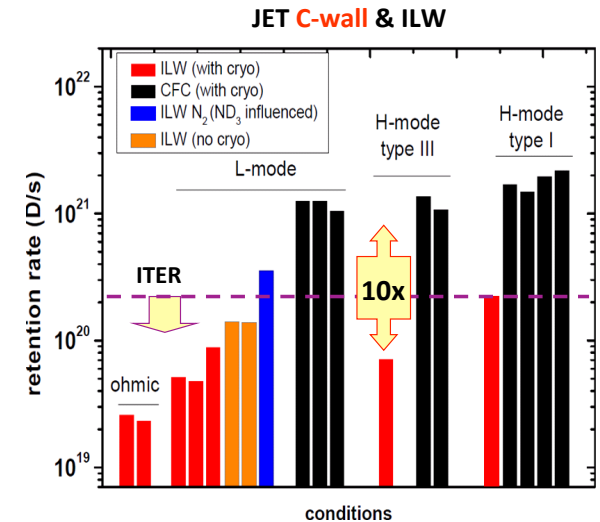 JET C-wall & ILW
ILW (with cryo)
CFC (with cryo)
ILW N₂(ND₃ influenced)
ILW (no cryo)
H-mode
type III
H-mode
type I
L-mode
ITER
10x
ohmic
retention rate (D/s)
10²²
10²¹
10²⁰
10¹⁹
conditions